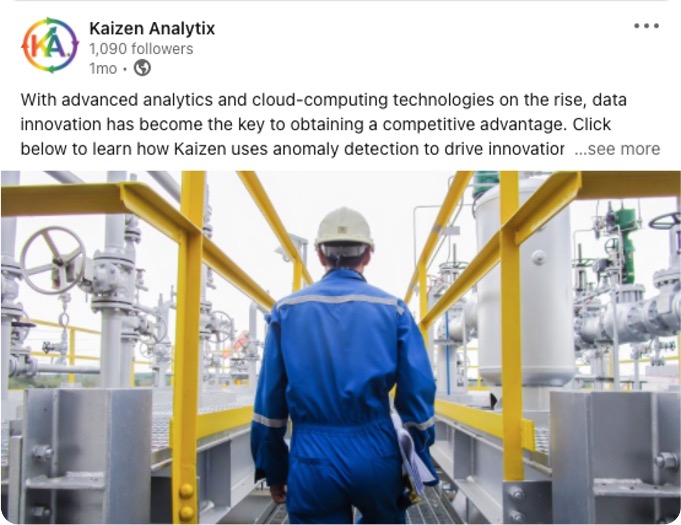 KA
Kaizen Analytix
1,090 followers
1mo •
With advanced analytics and cloud-computing technologies on the rise, data
innovation has become the key to obtaining a competitive advantage. Click
below to learn how Kaizen uses anomaly detection to drive innovation ...see more